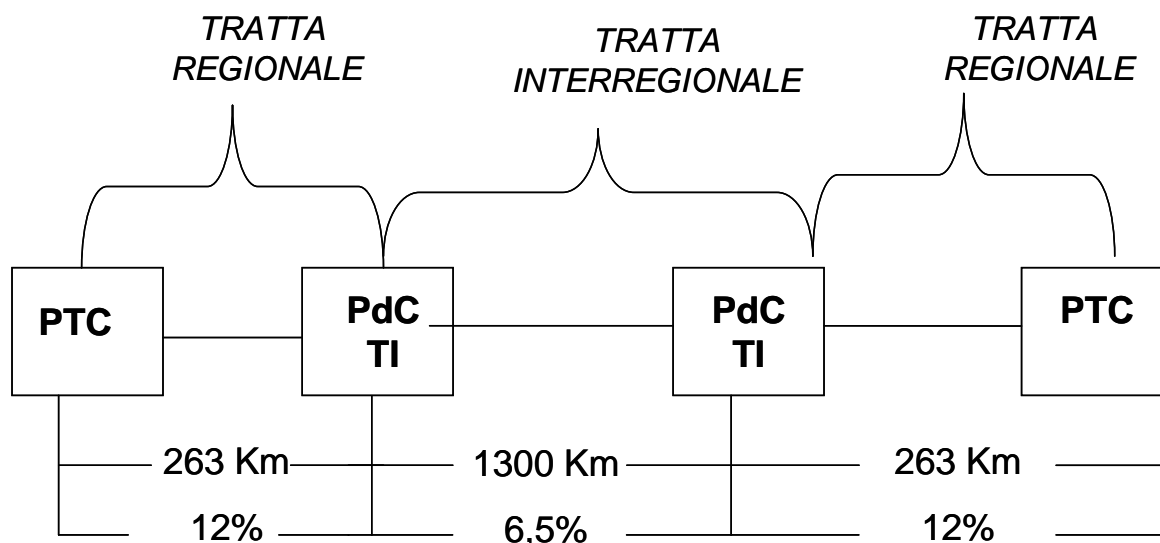 TRATTA
REGIONALE
TRATTA
INTERREGIONALE
TRATTA
REGIONALE
PTC
PdC
TI
PdC
TI
PTC
263 Km
1300 Km
263 Km
12%
6,5%
12%